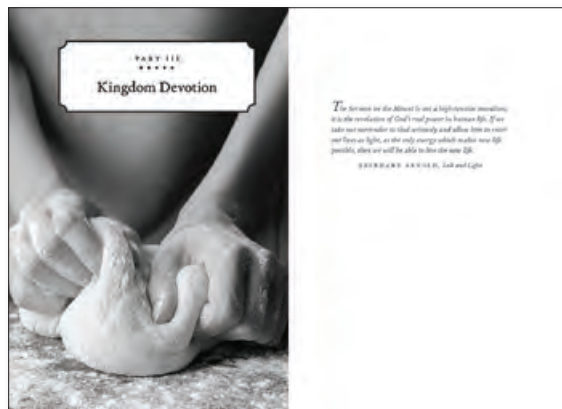 PART III
Kingdom Devotion
The Sermon on the Mount is not a high-tension moralism;
it is the revelation of God's real power in human life. If we
take our surrender to God seriously and allow him to enter
our lives as light, as the only energy which makes new life
possible, then we will be able to live the new life.
EBERHARD ARNOLD, Salt and Light